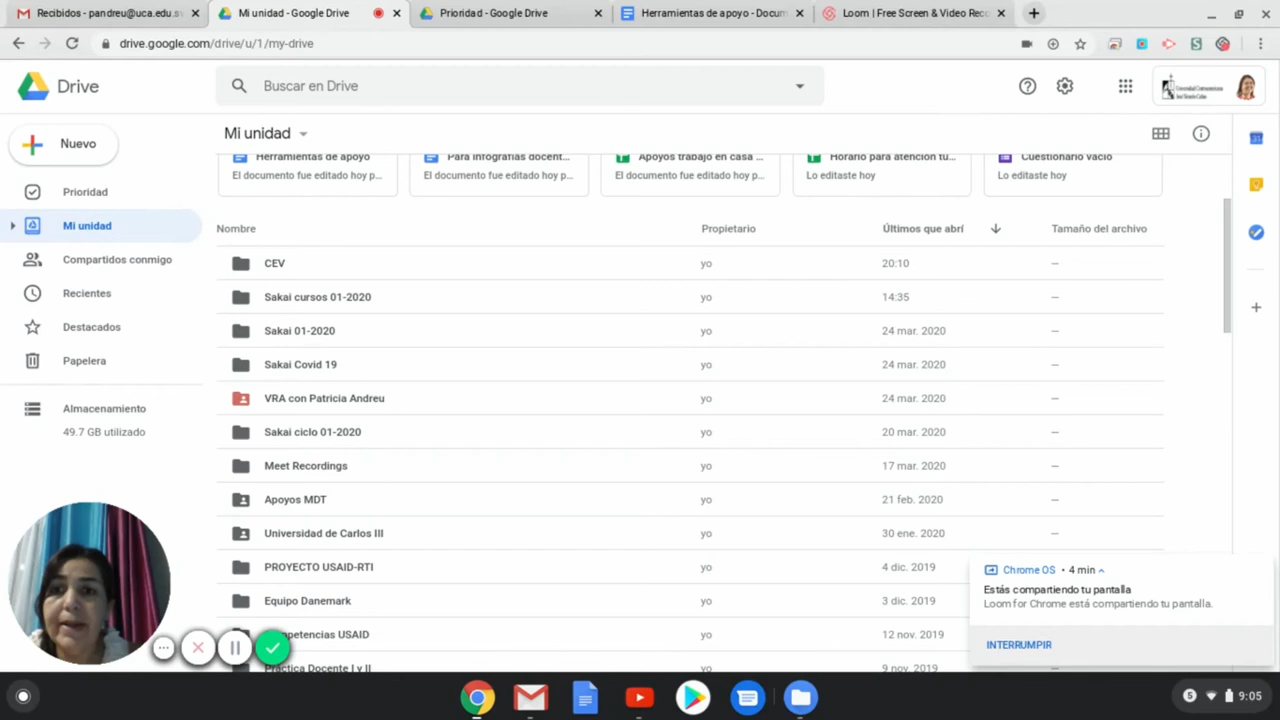 Recibidos - pandreu@uca.edu.sv
Mi unidad - Google Drive
Prioridad - Google Drive
Herramientas de apoyo - Docum
Loom | Free Screen & Video Rec
drive.google.com/drive/u/1/my-drive
Drive
Buscar en Drive
Nuevo
Mi unidad
Herramientas de apoyo
Para infografías docent...
Apoyos trabajo en casa ...
Horario para atención tu...
Cuestionario vacío
El documento fue editado hoy p...
El documento fue editado hoy p...
El documento fue editado hoy p...
Lo editaste hoy
Lo editaste hoy
Prioridad
Mi unidad
Compartidos conmigo
Recientes
Destacados
Papelera
Almacenamiento
49.7 GB utilizado
Nombre
Propietario
Últimos que abrí
Tamaño del archivo
CEV yo 20:10 –
Sakai cursos 01-2020 yo 14:35 –
Sakai 01-2020 yo 24 mar. 2020 –
Sakai Covid 19 yo 24 mar. 2020 –
VRA con Patricia Andreu yo 24 mar. 2020 –
Sakai ciclo 01-2020 yo 20 mar. 2020 –
Meet Recordings yo 17 mar. 2020 –
Apoyos MDT yo 21 feb. 2020 –
Universidad de Carlos III yo 30 ene. 2020 –
PROYECTO USAID-RTI yo 4 dic. 2019
Equipo Danemark yo 3 dic. 2019
mpetencias USAID yo 12 nov. 2019
Práctica Docente I y II yo 9 nov. 2019
Chrome OS • 4 min
Estás compartiendo tu pantalla
Loom for Chrome está compartiendo tu pantalla.
INTERRUMPIR
5
9:05